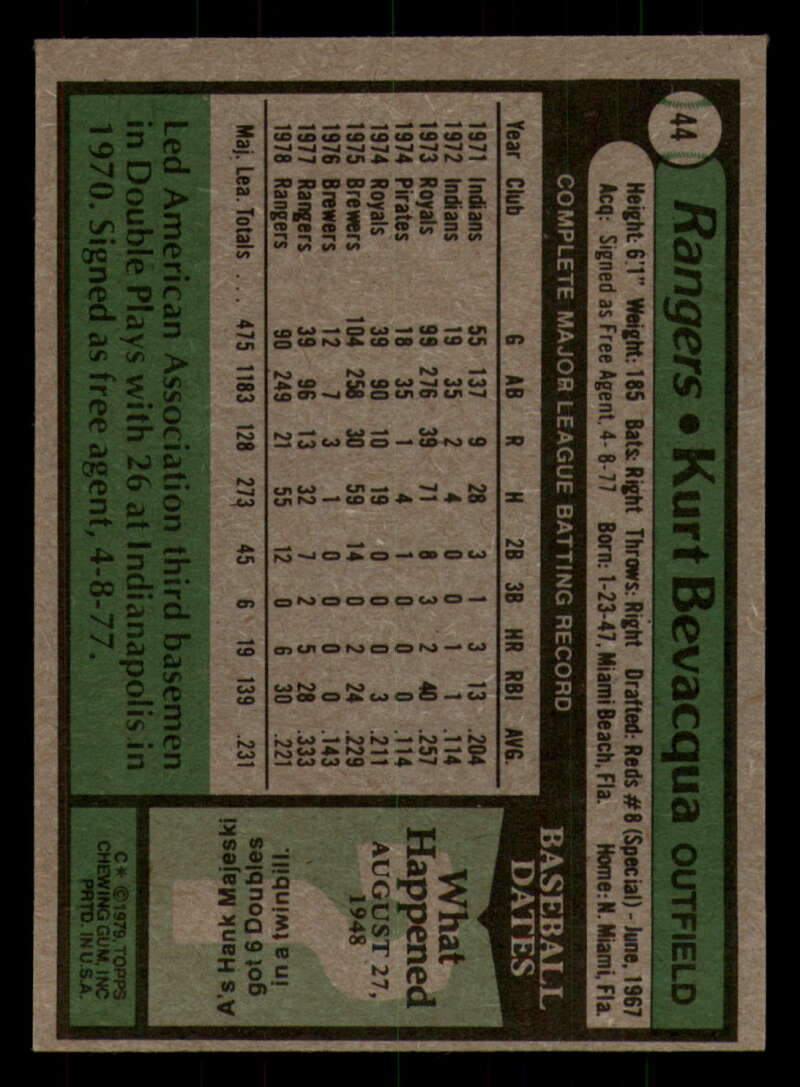 44
Rangers • Kurt Bevacqua OUTFIELD
Height: 6'1" Weight: 185 Bats: Right Throws: Right Drafted: Reds #8 (Special) - June, 1967
Acq: Signed as Free Agent, 4-8-77 Born: 1-23-47, Miami Beach, Fla. Home: N. Miami, Fla.
COMPLETE MAJOR LEAGUE BATTING RECORD
Year Club G AB R H 2B 3B HR RBI AVG.
1971 Indians 55 137 9 28 3 1 3 13 .204
1972 Indians 19 35 2 4 0 0 1 1 .114
1973 Royals 99 276 39 71 8 3 2 40 .257
1974 Pirates 18 35 1 4 1 0 0 0 .114
1974 Royals 39 90 10 19 0 0 0 3 .211
1975 Brewers 104 258 30 59 14 0 2 24 .229
1976 Brewers 12 7 3 1 0 0 0 0 .143
1977 Rangers 39 96 13 32 7 2 5 28 .333
1978 Rangers 90 249 21 55 12 0 6 30 .221
Maj. Lea. Totals ... 475 1183 128 273 45 6 19 139 .231
Led American Association third basemen
in Double Plays with 26 at Indianapolis in
1970. Signed as free agent, 4-8-77.
BASEBALL
DATES
What
Happened
AUGUST 27,
1948
A's Hank Majeski
got 6 Doubles
in a twinbill.
C* © 1979, TOPPS
CHEWING GUM, INC
PRTD. IN U.S.A.